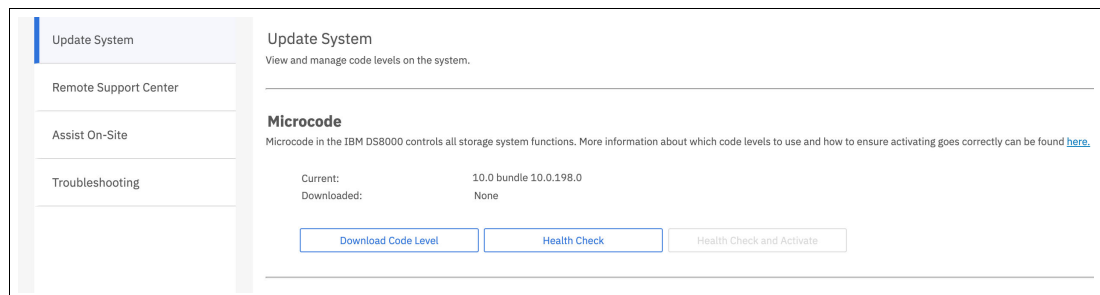 Update System
Remote Support Center
Assist On-Site
Troubleshooting
Update System
View and manage code levels on the system.
Microcode
Microcode in the IBM DS8000 controls all storage system functions. More information about which code levels to use and how to ensure activating goes correctly can be found here.
Current: 10.0 bundle 10.0.198.0
Downloaded: None
Download Code Level Health Check Health Check and Activate